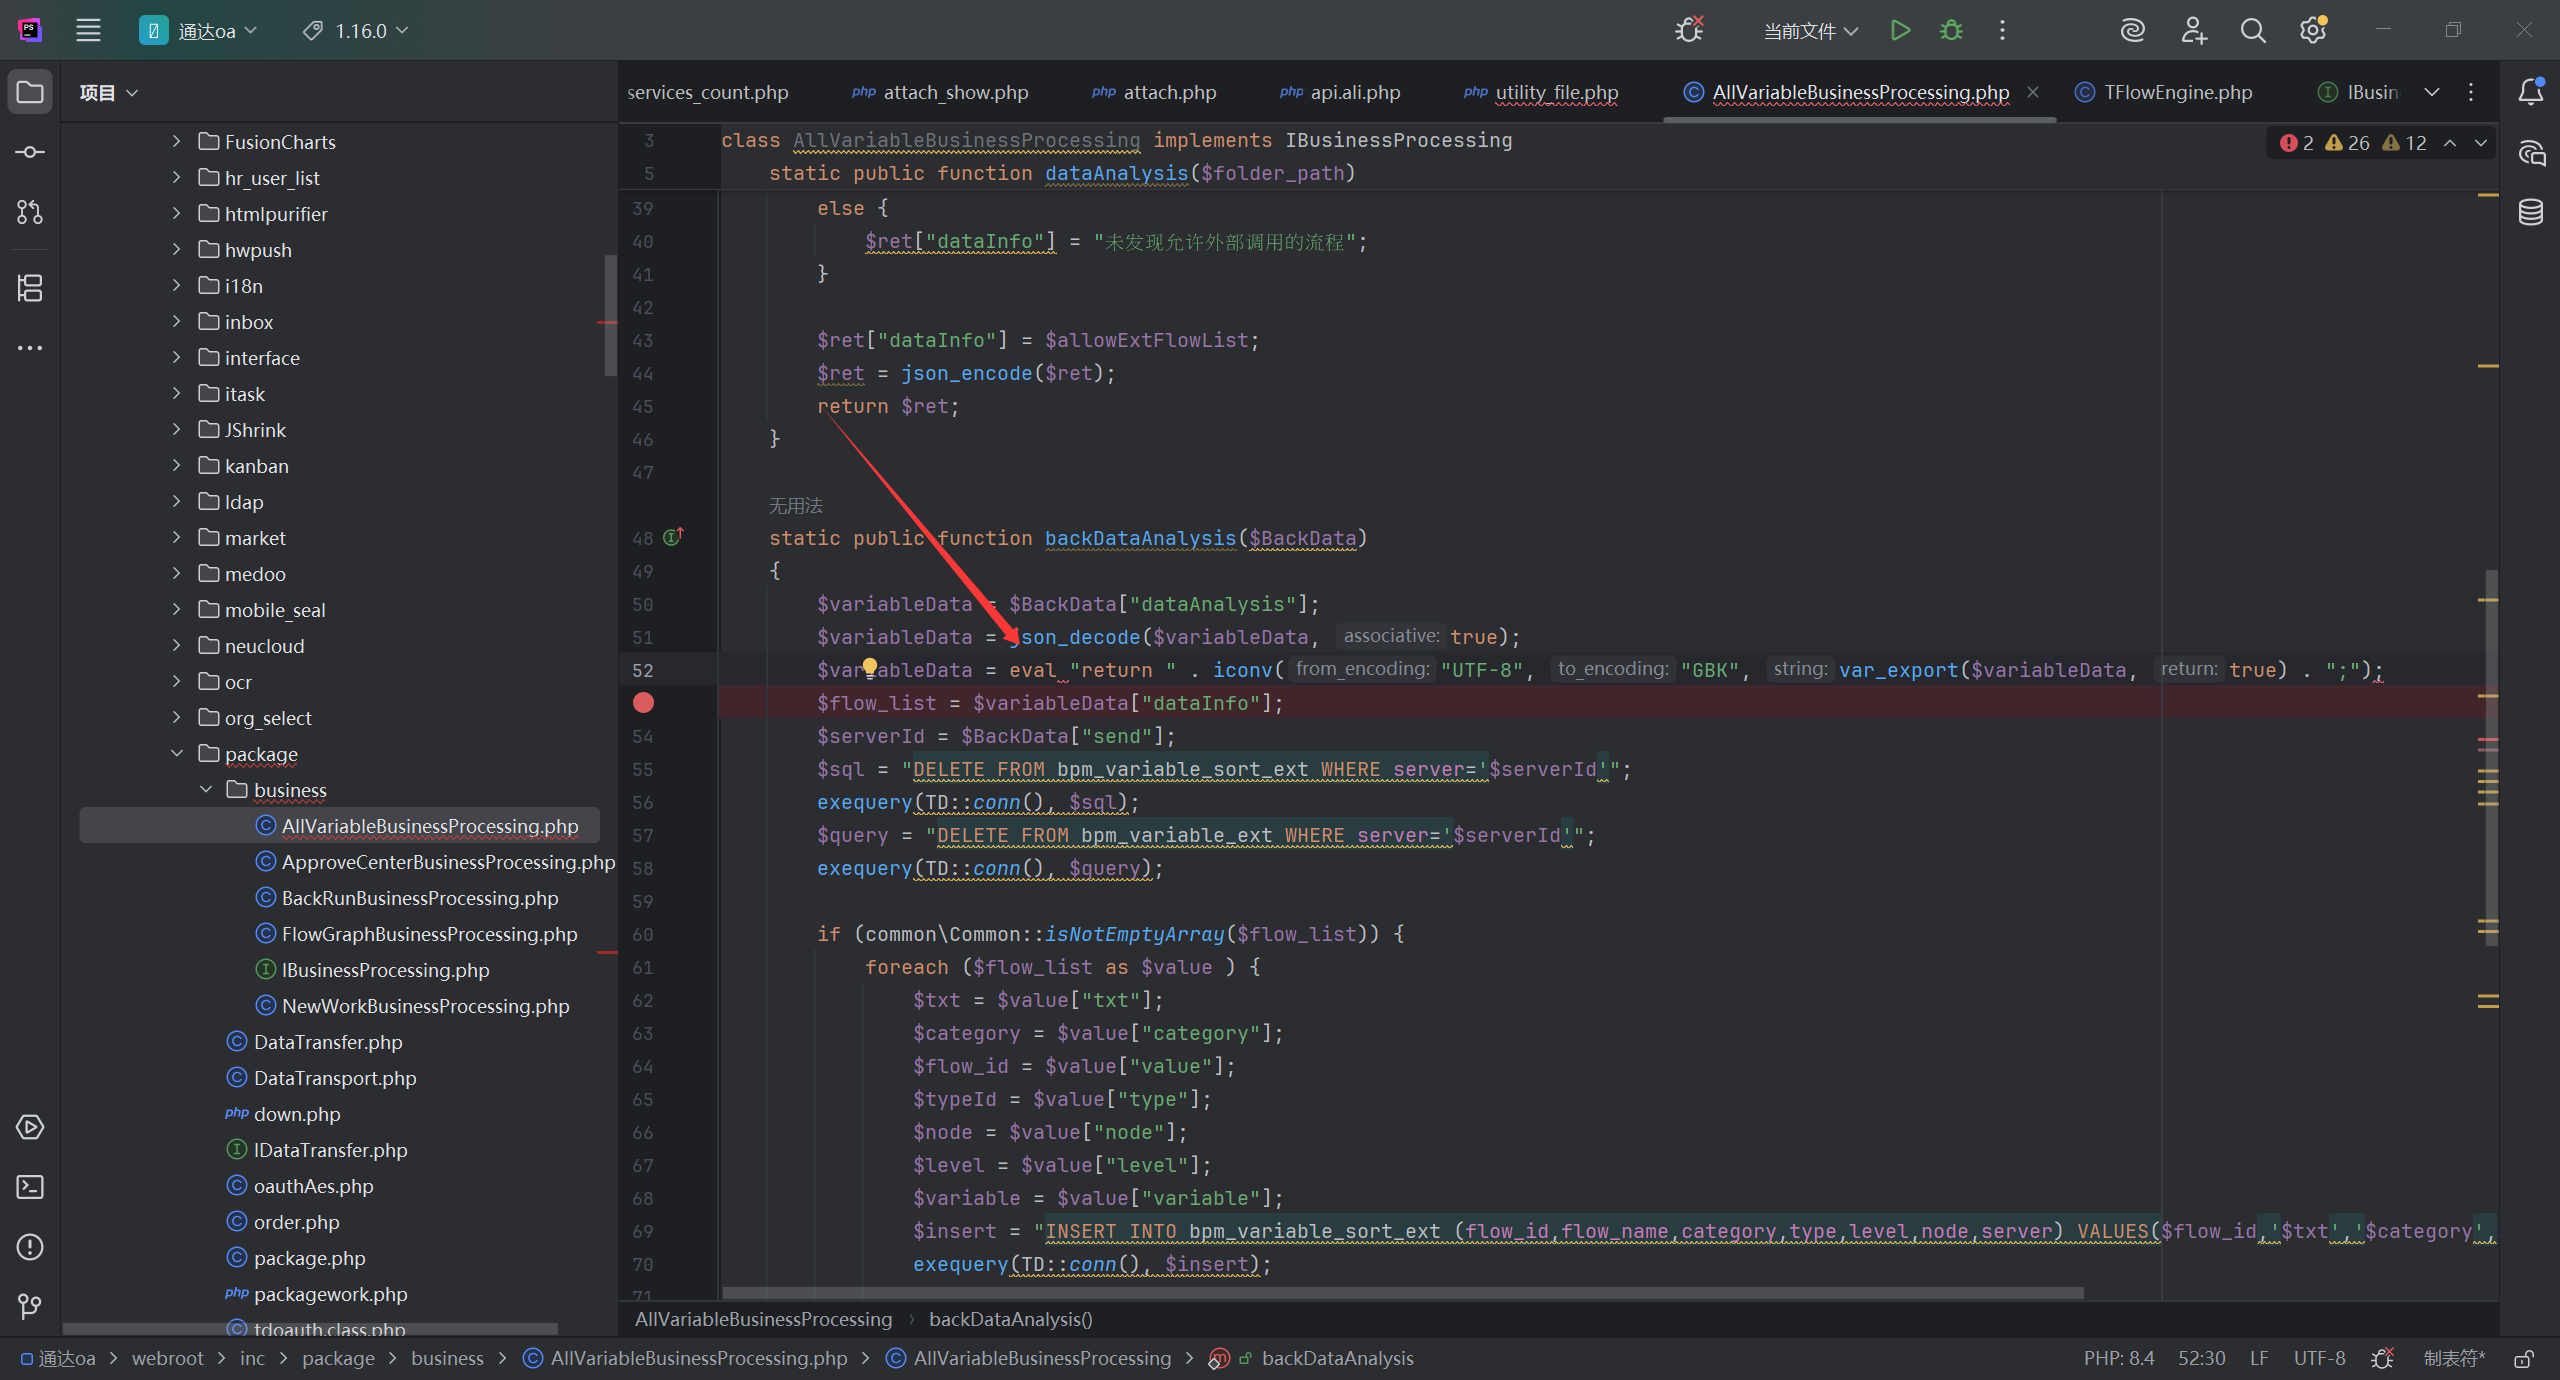 通达oa
1.16.0
当前文件
项目
services_count.php
php attach_show.php
php attach.php
php api.ali.php
php utility_file.php
AllVariableBusinessProcessing.php
TFlowEngine.php
IBusin
FusionCharts
hr_user_list
htmlpurifier
hwpush
i18n
inbox
interface
itask
JShrink
kanban
ldap
market
medoo
mobile_seal
neucloud
ocr
org_select
package
business
AllVariableBusinessProcessing.php
ApproveCenterBusinessProcessing.php
BackRunBusinessProcessing.php
FlowGraphBusinessProcessing.php
IBusinessProcessing.php
NewWorkBusinessProcessing.php
DataTransfer.php
DataTransport.php
php down.php
IDataTransfer.php
oauthAes.php
order.php
package.php
php packagework.php
tdoauth.class.php
2 26 12
3 class AllVariableBusinessProcessing implements IBusinessProcessing
5 static public function dataAnalysis($folder_path)
39 else {
40 $ret["dataInfo"] = "未发现允许外部调用的流程";
41 }
42
43 $ret["dataInfo"] = $allowExtFlowList;
44 $ret = json_encode($ret);
45 return $ret;
46 }
47
无用法
48 static public function backDataAnalysis($BackData)
49 {
50 $variableData = $BackData["dataAnalysis"];
51 $variableData = json_decode($variableData, associative: true);
52 $variableData = eval "return " . iconv( from_encoding: "UTF-8", to_encoding: "GBK", string: var_export($variableData, return: true) . ";");
$flow_list = $variableData["dataInfo"];
54 $serverId = $BackData["send"];
55 $sql = "DELETE FROM bpm_variable_sort_ext WHERE server='$serverId'";
56 exequery(TD::conn(), $sql);
57 $query = "DELETE FROM bpm_variable_ext WHERE server='$serverId'";
58 exequery(TD::conn(), $query);
59
60 if (common\Common::isNotEmptyArray($flow_list)) {
61 foreach ($flow_list as $value ) {
62 $txt = $value["txt"];
63 $category = $value["category"];
64 $flow_id = $value["value"];
65 $typeId = $value["type"];
66 $node = $value["node"];
67 $level = $value["level"];
68 $variable = $value["variable"];
69 $insert = "INSERT INTO bpm_variable_sort_ext (flow_id,flow_name,category,type,level,node,server) VALUES($flow_id,'$txt','$category',
70 exequery(TD::conn(), $insert);
71
AllVariableBusinessProcessing › backDataAnalysis()
通达oa › webroot › inc › package › business › AllVariableBusinessProcessing.php › AllVariableBusinessProcessing › backDataAnalysis
PHP: 8.4 52:30 LF UTF-8 制表符*